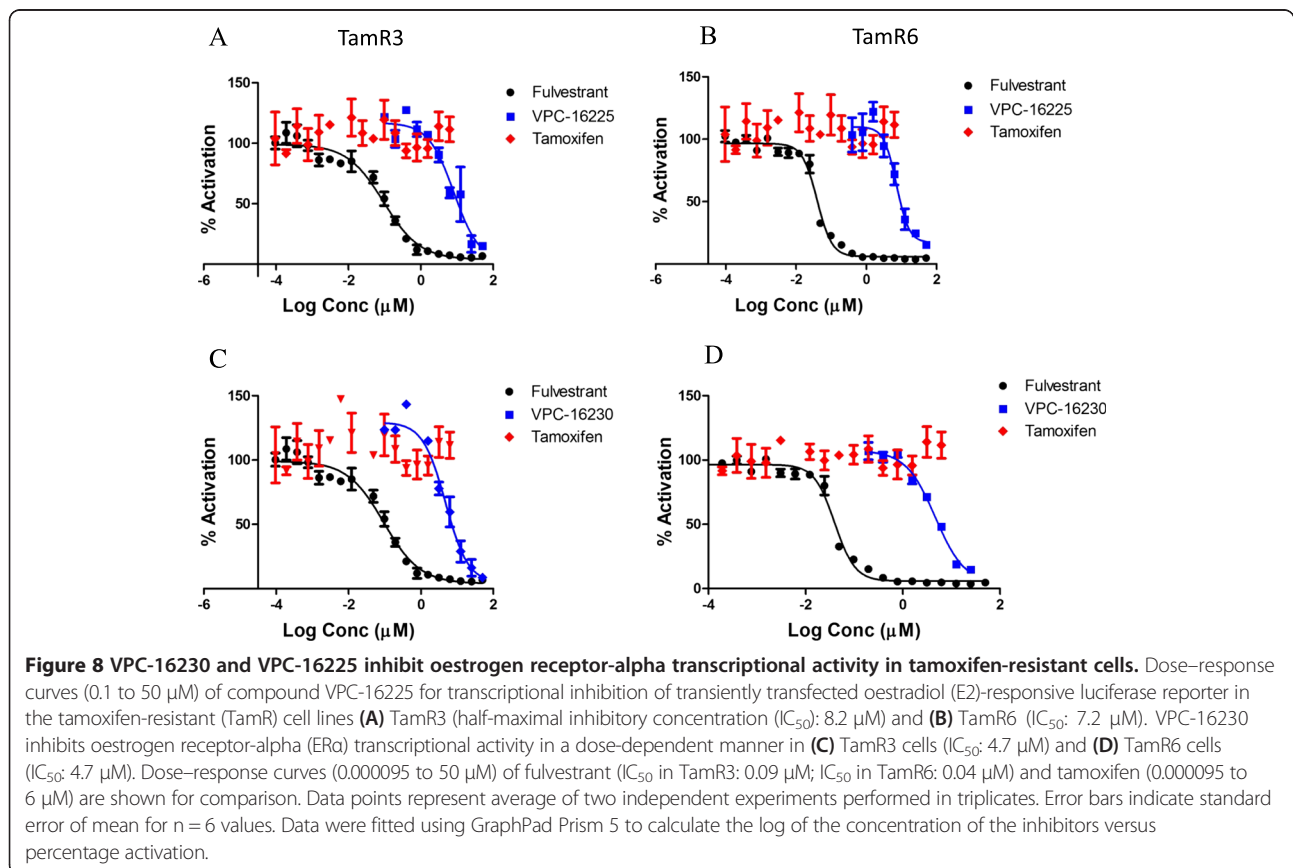 A
TamR3
B
TamR6
150
100
50
0
% Activation
-6
-4
-2
0
2
Log Conc (μM)
Fulvestrant
VPC-16225
Tamoxifen
150
100
50
0
% Activation
-6
-4
-2
0
2
Log Conc (μM)
Fulvestrant
VPC-16225
Tamoxifen
C
150
100
50
0
% Activation
-6
-4
-2
0
2
Log Conc (μM)
Fulvestrant
VPC-16230
Tamoxifen
D
150
100
50
0
% Activation
-4
-2
0
2
Log Conc (μM)
Fulvestrant
VPC-16230
Tamoxifen
Figure 8 VPC-16230 and VPC-16225 inhibit oestrogen receptor-alpha transcriptional activity in tamoxifen-resistant cells. Dose–response
curves (0.1 to 50 μM) of compound VPC-16225 for transcriptional inhibition of transiently transfected oestradiol (E2)-responsive luciferase reporter in
the tamoxifen-resistant (TamR) cell lines (A) TamR3 (half-maximal inhibitory concentration (IC50): 8.2 μM) and (B) TamR6 (IC50: 7.2 μM). VPC-16230
inhibits oestrogen receptor-alpha (ERα) transcriptional activity in a dose-dependent manner in (C) TamR3 cells (IC50: 4.7 μM) and (D) TamR6 cells
(IC50: 4.7 μM). Dose–response curves (0.000095 to 50 μM) of fulvestrant (IC50 in TamR3: 0.09 μM; IC50 in TamR6: 0.04 μM) and tamoxifen (0.000095 to
6 μM) are shown for comparison. Data points represent average of two independent experiments performed in triplicates. Error bars indicate standard
error of mean for n = 6 values. Data were fitted using GraphPad Prism 5 to calculate the log of the concentration of the inhibitors versus
percentage activation.